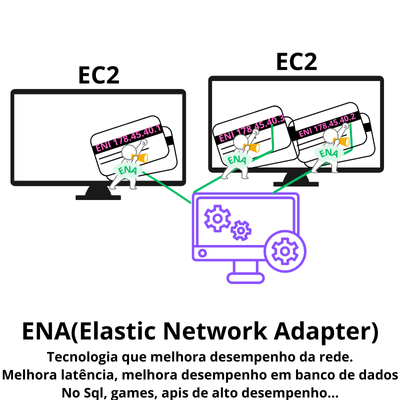 EC2
EC2
ENI 178.45.40.1
ENA
ENI 178.45.40.3
ENA
ENI 178.45.40.2
ENA
ENA(Elastic Network Adapter)
Tecnologia que melhora desempenho da rede.
Melhora latência, melhora desempenho em banco de dados
No Sql, games, apis de alto desempenho...